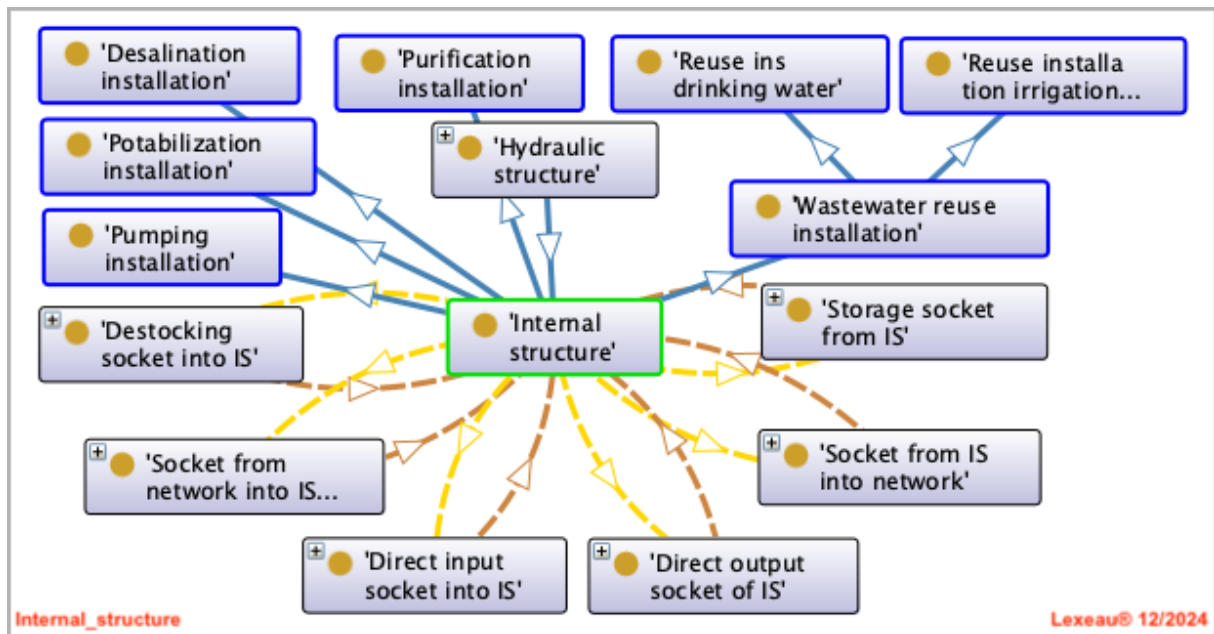 'Desalination
installation'
'Purification
installation'
'Reuse ins
drinking water'
'Reuse installa
tion irrigation...
'Potabilization
installation'
'Hydraulic
structure'
'Wastewater reuse
installation'
'Pumping
installation'
'Destocking
socket into IS'
'Internal
structure'
'Storage socket
from IS'
'Socket from
network into IS...
'Socket from IS
into network'
'Direct input
socket into IS'
'Direct output
socket of IS'
Internal_structure
Lexeau® 12/2024